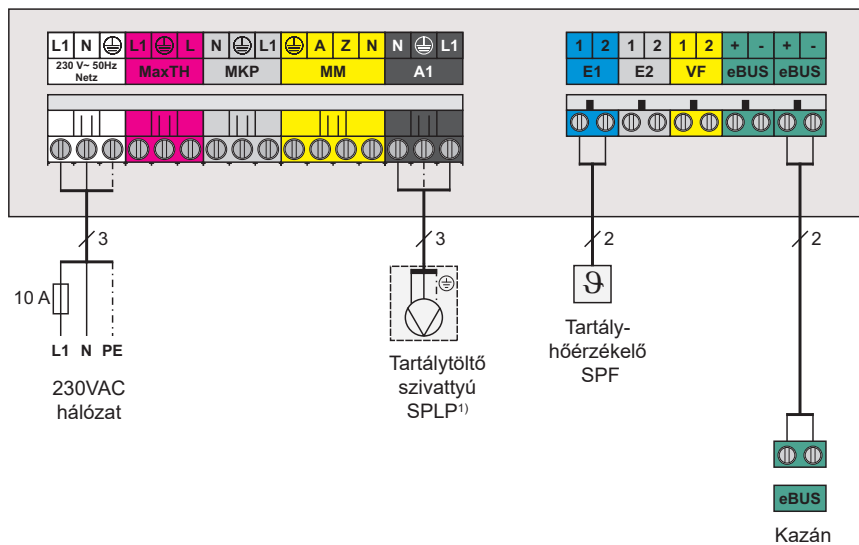 L1 N L1 L N L1 A Z N N L1
230 V~ 50Hz
Netz
MaxTH MKP MM A1
1 2 1 2 1 2 + - + -
E1 E2 VF eBUS eBUS
3
3
2
2
10 A
L1 N PE
230VAC
hálózat
Tartálytöltő
szivattyú
SPLP1)
ϑ
Tartály-
hőérzékelő
SPF
eBUS
Kazán